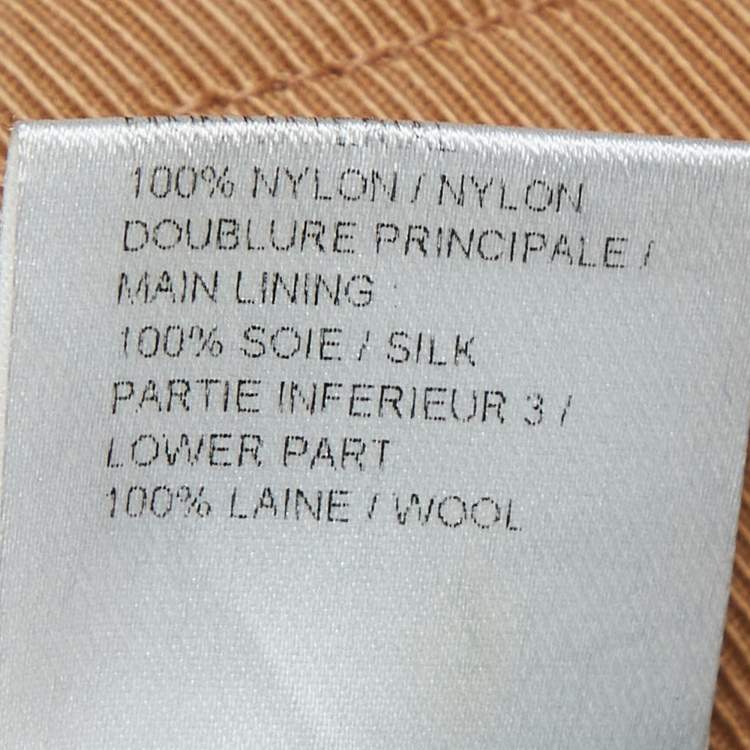 100% NYLON / NYLON
DOUBLURE PRINCIPALE /
MAIN LINING :
100% SOIE / SILK
PARTIE INFERIEUR 3 /
LOWER PART
100% LAINE / WOOL